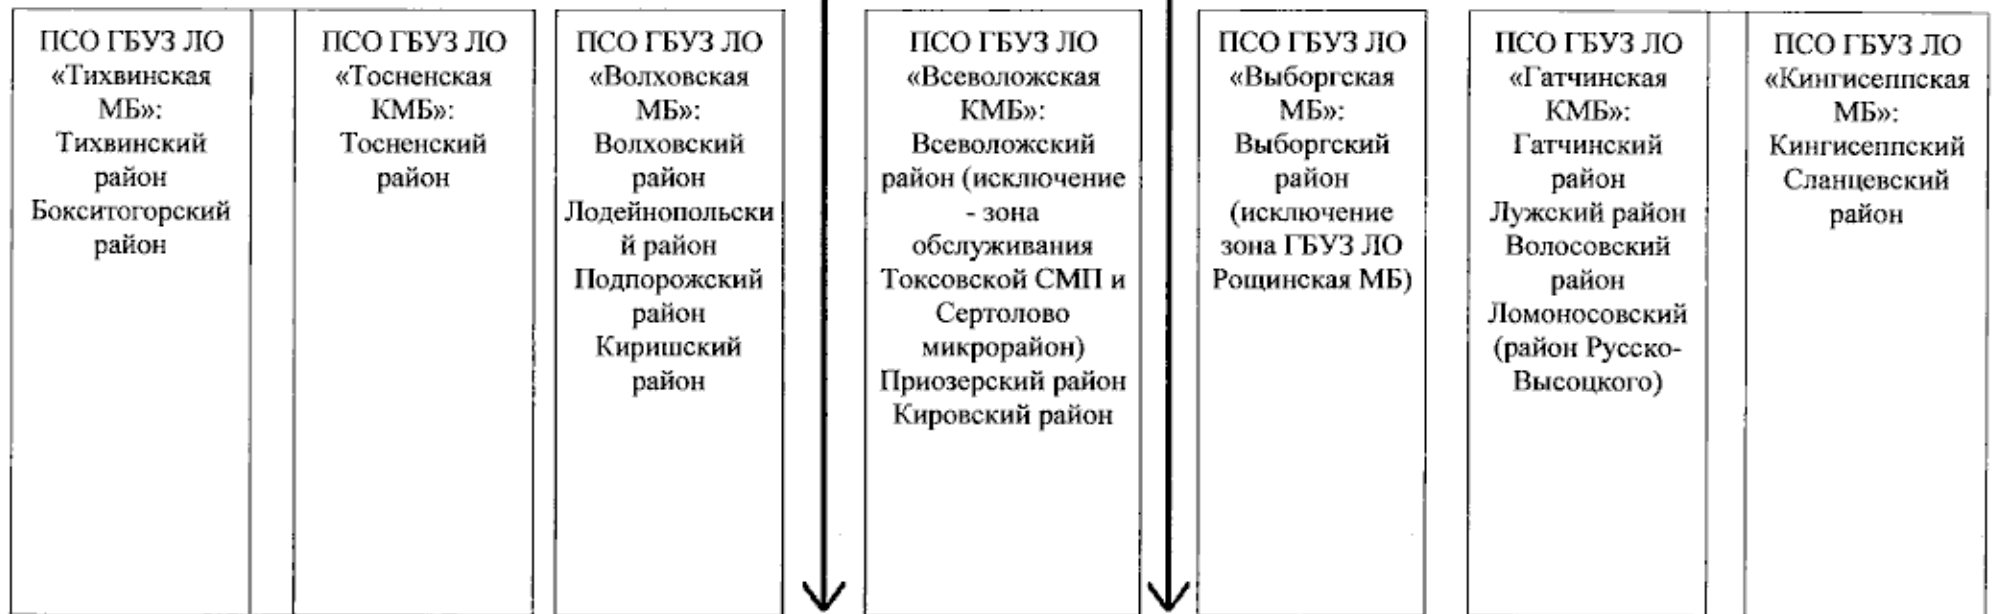 ПСО ГБУЗ ЛО
«Тихвинская
МБ»:
Тихвинский
район
Бокситогорский
район
ПСО ГБУЗ ЛО
«Тосненская
КМБ»:
Тосненский
район
ПСО ГБУЗ ЛО
«Волховская
МБ»:
Волховский
район
Лодейнопольски
й район
Подпорожский
район
Киришский
район
ПСО ГБУЗ ЛО
«Всеволожская
КМБ»:
Всеволожский
район (исключение
- зона
обслуживания
Токсовской СМП и
Сертолово
микрорайон)
Приозерский район
Кировский район
ПСО ГБУЗ ЛО
«Выборгская
МБ»:
Выборгский
район
(исключение
зона ГБУЗ ЛО
Рощинская МБ)
ПСО ГБУЗ ЛО
«Гатчинская
КМБ»:
Гатчинский
район
Лужский район
Волосовский
район
Ломоносовский
(район Русско-
Высоцкого)
ПСО ГБУЗ ЛО
«Кингисеппская
МБ»:
Кингисеппский
Сланцевский
район